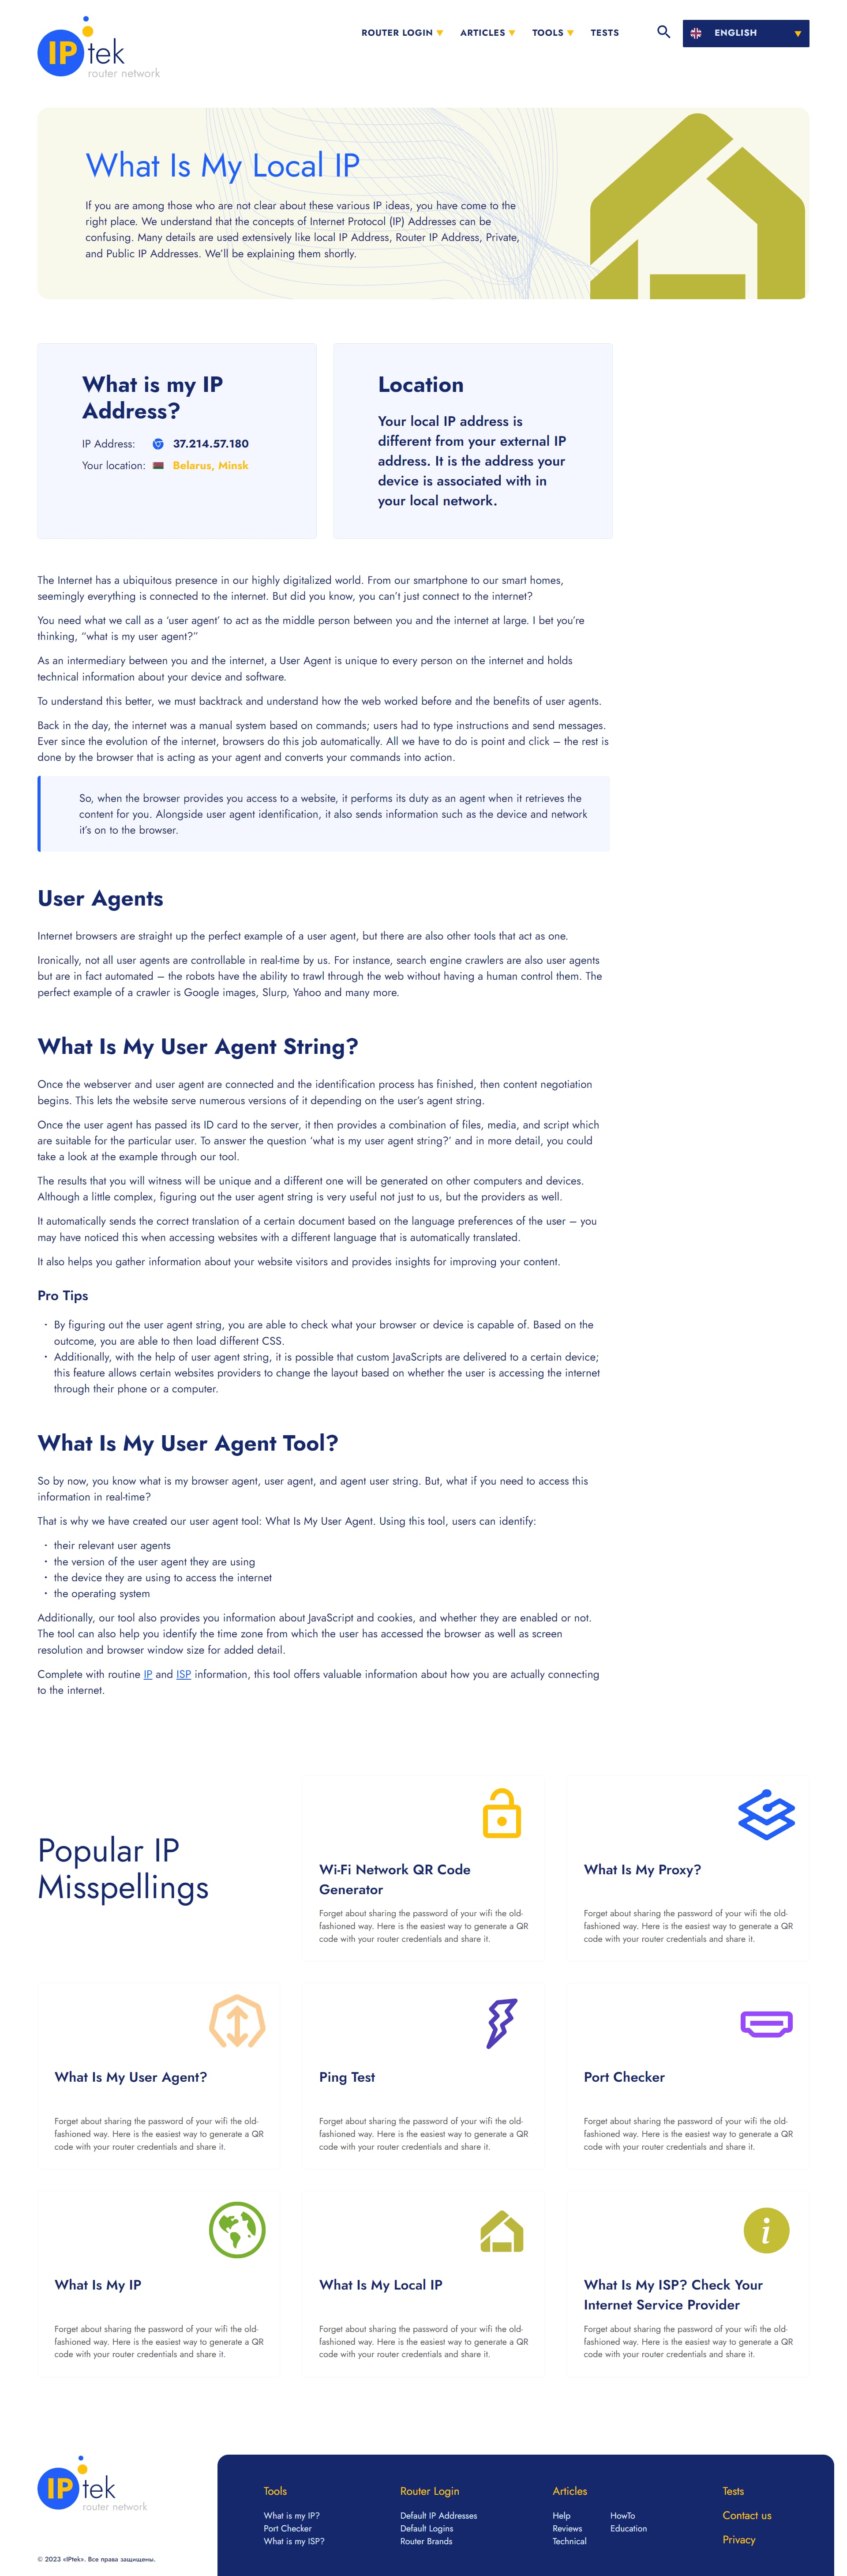 IP tek
router network
ROUTER LOGIN ARTICLES TOOLS TESTS ENGLISH
What Is My Local IP
If you are among those who are not clear about these various IP ideas, you have come to the
right place. We understand that the concepts of Internet Protocol (IP) Addresses can be
confusing. Many details are used extensively like local IP Address, Router IP Address, Private,
and Public IP Addresses. We'll be explaining them shortly.
What is my IP
Address?
IP Address: 37.214.57.180
Your location: Belarus, Minsk
Location
Your local IP address is
different from your external IP
address. It is the address your
device is associated with in
your local network.
The Internet has a ubiquitous presence in our highly digitalized world. From our smartphone to our smart homes,
seemingly everything is connected to the internet. But did you know, you can't just connect to the internet?
You need what we call as a 'user agent' to act as the middle person between you and the internet at large. I bet you're
thinking, "what is my user agent?"
As an intermediary between you and the internet, a User Agent is unique to every person on the internet and holds
technical information about your device and software.
To understand this better, we must backtrack and understand how the web worked before and the benefits of user agents.
Back in the day, the internet was a manual system based on commands; users had to type instructions and send messages.
Ever since the evolution of the internet, browsers do this job automatically. All we have to do is point and click – the rest is
done by the browser that is acting as your agent and converts your commands into action.
So, when the browser provides you access to a website, it performs its duty as an agent when it retrieves the
content for you. Alongside user agent identification, it also sends information such as the device and network
it's on to the browser.
User Agents
Internet browsers are straight up the perfect example of a user agent, but there are also other tools that act as one.
Ironically, not all user agents are controllable in real-time by us. For instance, search engine crawlers are also user agents
but are in fact automated – the robots have the ability to trawl through the web without having a human control them. The
perfect example of a crawler is Google images, Slurp, Yahoo and many more.
What Is My User Agent String?
Once the webserver and user agent are connected and the identification process has finished, then content negotiation
begins. This lets the website serve numerous versions of it depending on the user's agent string.
Once the user agent has passed its ID card to the server, it then provides a combination of files, media, and script which
are suitable for the particular user. To answer the question 'what is my user agent string?' and in more detail, you could
take a look at the example through our tool.
The results that you will witness will be unique and a different one will be generated on other computers and devices.
Although a little complex, figuring out the user agent string is very useful not just to us, but the providers as well.
It automatically sends the correct translation of a certain document based on the language preferences of the user – you
may have noticed this when accessing websites with a different language that is automatically translated.
It also helps you gather information about your website visitors and provides insights for improving your content.
Pro Tips
· By figuring out the user agent string, you are able to check what your browser or device is capable of. Based on the
outcome, you are able to then load different CSS.
· Additionally, with the help of user agent string, it is possible that custom JavaScripts are delivered to a certain device;
this feature allows certain websites providers to change the layout based on whether the user is accessing the internet
through their phone or a computer.
What Is My User Agent Tool?
So by now, you know what is my browser agent, user agent, and agent user string. But, what if you need to access this
information in real-time?
That is why we have created our user agent tool: What Is My User Agent. Using this tool, users can identify:
· their relevant user agents
· the version of the user agent they are using
· the device they are using to access the internet
· the operating system
Additionally, our tool also provides you information about JavaScript and cookies, and whether they are enabled or not.
The tool can also help you identify the time zone from which the user has accessed the browser as well as screen
resolution and browser window size for added detail.
Complete with routine IP and ISP information, this tool offers valuable information about how you are actually connecting
to the internet.
Popular IP
Misspellings
Wi-Fi Network QR Code
Generator
Forget about sharing the password of your wifi the old-
fashioned way. Here is the easiest way to generate a QR
code with your router credentials and share it.
What Is My Proxy?
Forget about sharing the password of your wifi the old-
fashioned way. Here is the easiest way to generate a QR
code with your router credentials and share it.
What Is My User Agent?
Forget about sharing the password of your wifi the old-
fashioned way. Here is the easiest way to generate a QR
code with your router credentials and share it.
Ping Test
Forget about sharing the password of your wifi the old-
fashioned way. Here is the easiest way to generate a QR
code with your router credentials and share it.
Port Checker
Forget about sharing the password of your wifi the old-
fashioned way. Here is the easiest way to generate a QR
code with your router credentials and share it.
What Is My IP
Forget about sharing the password of your wifi the old-
fashioned way. Here is the easiest way to generate a QR
code with your router credentials and share it.
What Is My Local IP
Forget about sharing the password of your wifi the old-
fashioned way. Here is the easiest way to generate a QR
code with your router credentials and share it.
i
What Is My ISP? Check Your
Internet Service Provider
Forget about sharing the password of your wifi the old-
fashioned way. Here is the easiest way to generate a QR
code with your router credentials and share it.
IP tek
router network
© 2023 «IPtek». Все права защищены.
Tools
What is my IP?
Port Checker
What is my ISP?
Router Login
Default IP Addresses
Default Logins
Router Brands
Articles
Help HowTo
Reviews Education
Technical
Tests
Contact us
Privacy